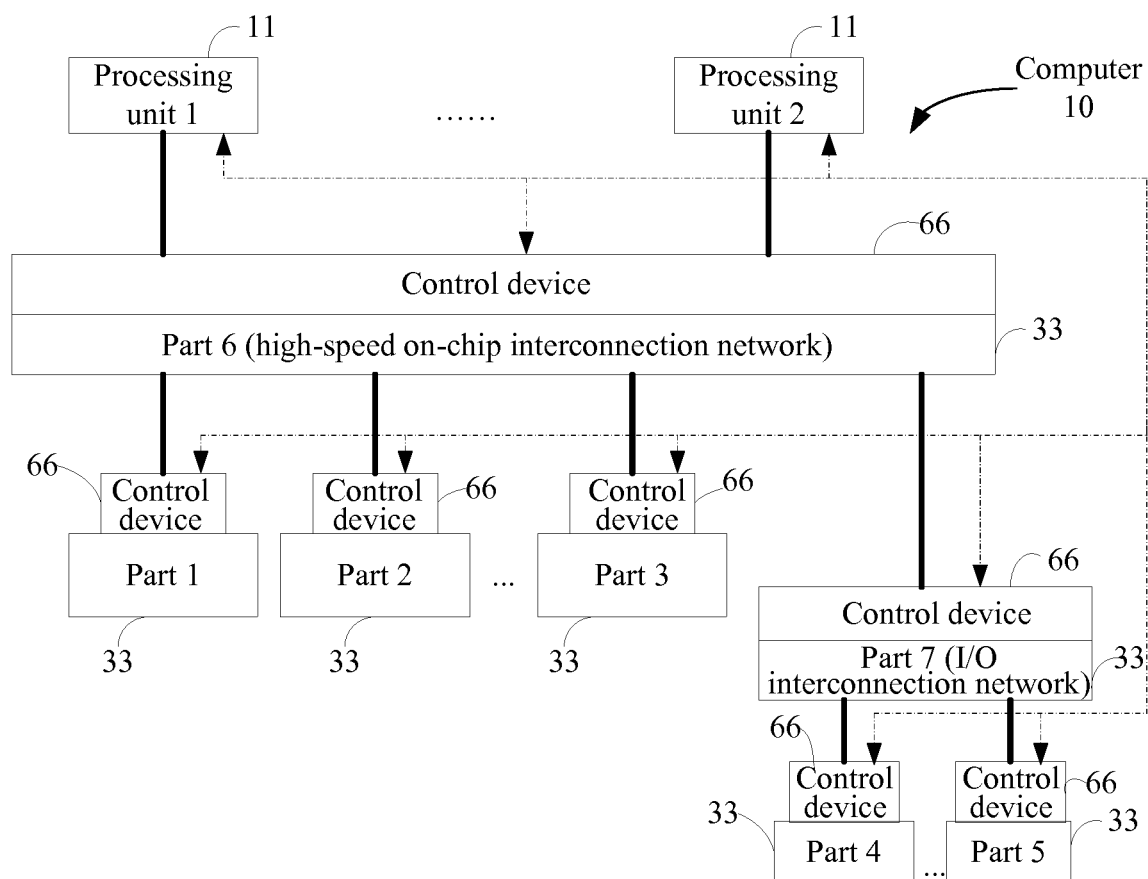 11
11
Processing
unit 1
......
Processing
unit 2
Computer
10
66
Control device
Part 6 (high-speed on-chip interconnection network)
33
66
Control
device
66
Control
device
66
Control
device
Part 1
Part 2
...
Part 3
66
Control device
33
33
33
Part 7 (I/O
interconnection network)
33
66
Control
device
Control
device
66
33
Part 4
...
Part 5
33